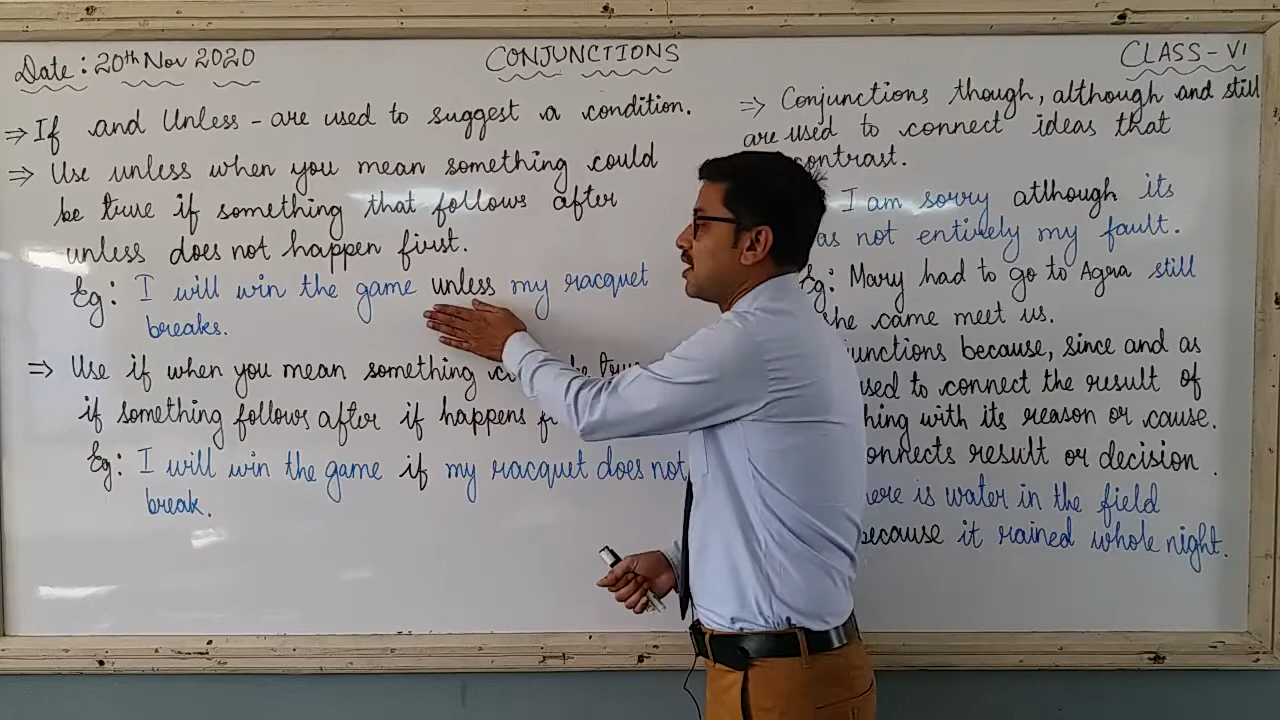 Date: 20th Nov 2020
CONJUNCTIONS
CLASS-VI
⇒ If and Unless - are used to suggest a condition.
⇒ Use unless when you mean something could
be true if something that follows after
unless does not happen first.
Eg: I will win the game unless my racquet
breaks.
⇒ Use if when you mean something
if something follows after if happens
Eg: I will win the game if my racquet does not
break.
⇒ Conjunctions though, although and still
are used to connect ideas that
contrast.
I am sorry although its
as not entirely my fault.
Eg: Mary had to go to Agra still
she came meet us.
junctions because, since and as
used to connect the result of
hing with its reason or cause.
onnects result or decision.
here is water in the field
because it rained whole night.